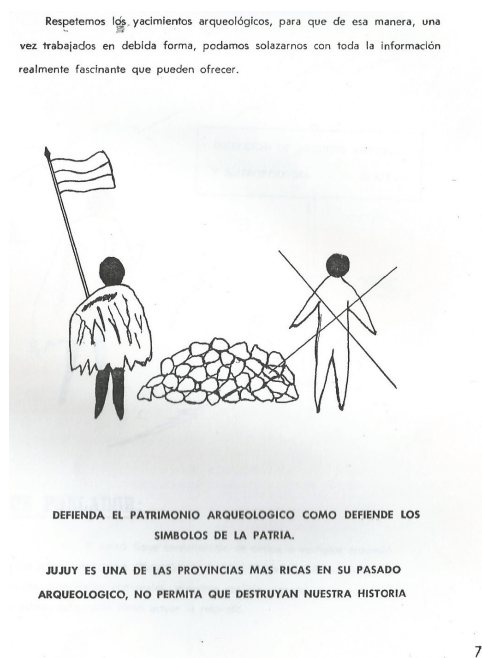 Respetemos los yacimientos arqueológicos, para que de esa manera, una
vez trabajados en debida forma, podamos solazarnos con toda la información
realmente fascinante que pueden ofrecer.
DEFIENDA EL PATRIMONIO ARQUEOLOGICO COMO DEFIENDE LOS
SIMBOLOS DE LA PATRIA.
JUJUY ES UNA DE LAS PROVINCIAS MAS RICAS EN SU PASADO
ARQUEOLOGICO, NO PERMITA QUE DESTRUYAN NUESTRA HISTORIA
7